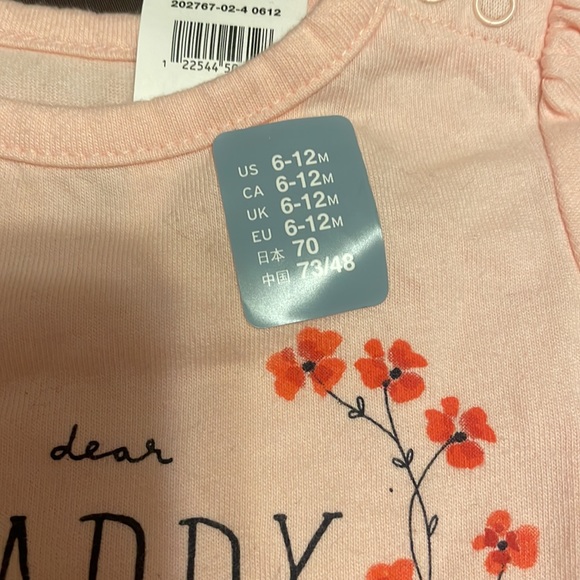 202767-02-4 0612
1 22544 50
US 6-12M
CA 6-12M
UK 6-12M
EU 6-12M
日本 70
中国 73/48
dear
ADDY